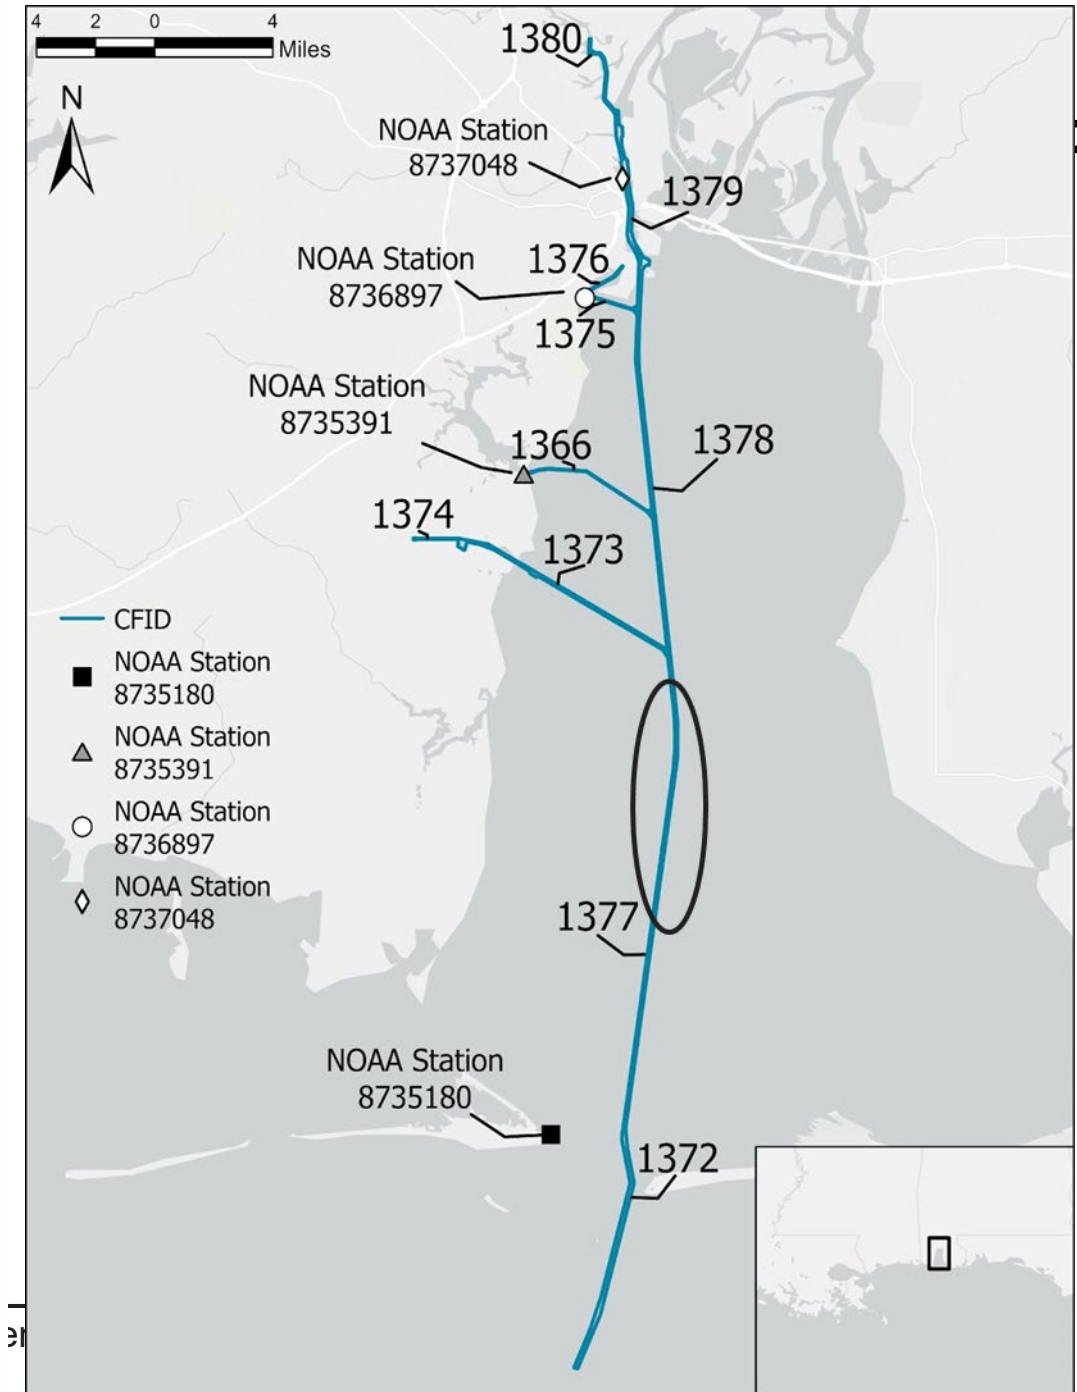 4 2 0 4
Miles
N
1380
NOAA Station
8737048
1379
NOAA Station
8736897
1376
1375
NOAA Station
8735391
1366
1378
1374
1373
CFID
NOAA Station
8735180
NOAA Station
8735391
NOAA Station
8736897
NOAA Station
8737048
1377
NOAA Station
8735180
1372